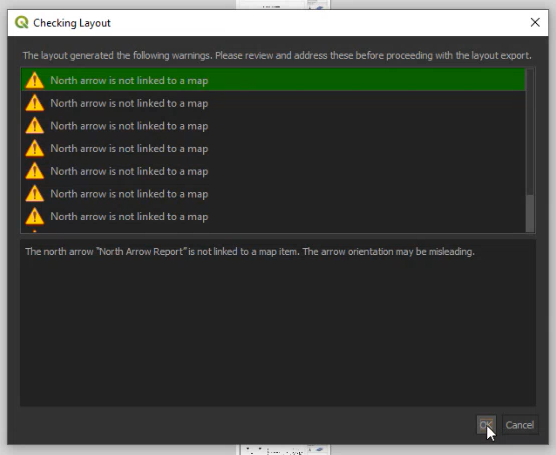 Checking Layout
The layout generated the following warnings. Please review and address these before proceeding with the layout export.
North arrow is not linked to a map
North arrow is not linked to a map
North arrow is not linked to a map
North arrow is not linked to a map
North arrow is not linked to a map
North arrow is not linked to a map
North arrow is not linked to a map
The north arrow "North Arrow Report" is not linked to a map item. The arrow orientation may be misleading.
OK Cancel